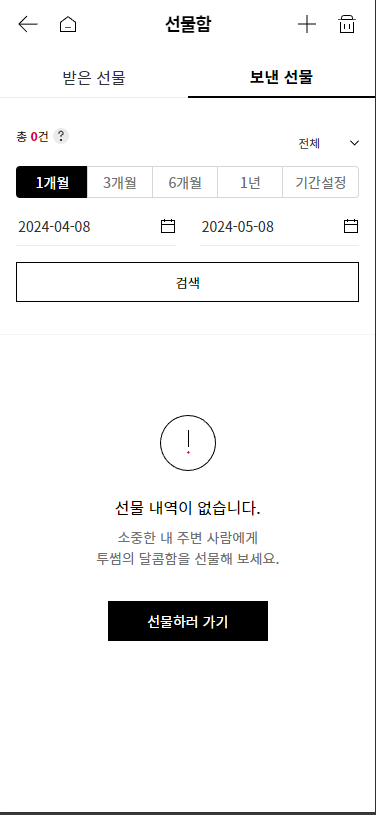 선물함
받은 선물
보낸 선물
총 0건 ?
전체
1개월 3개월 6개월 1년 기간설정
2024-04-08 2024-05-08
검색
선물 내역이 없습니다.
소중한 내 주변 사람에게
투썸의 달콤함을 선물해 보세요.
선물하러 가기